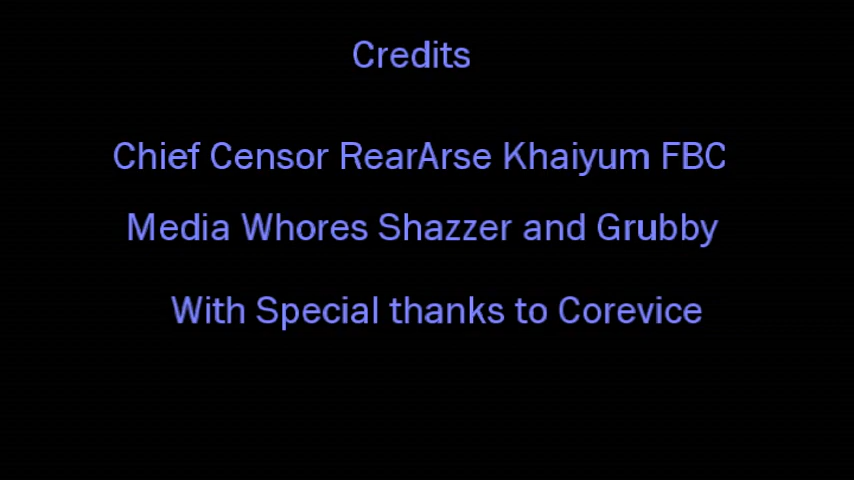 Credits
Chief Censor RearArse Khaiyum FBC
Media Whores Shazzer and Grubby
With Special thanks to Corevice